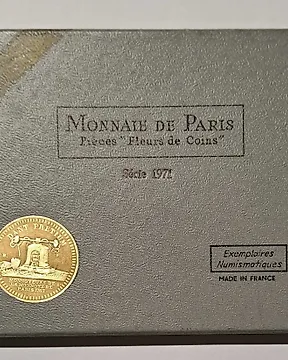 MONNAIE DE PARIS
Pièces "Fleurs de Coins"
Série 1971
Exemplaires
Numismatiques
MADE IN FRANCE